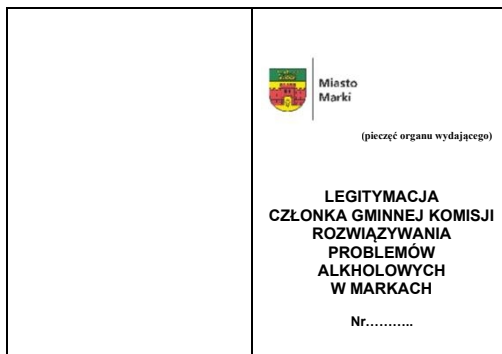 Miasto
Marki
(pieczęć organu wydającego)
LEGITYMACJA
CZŁONKA GMINNEJ KOMISJI
ROZWIĄZYWANIA
PROBLEMÓW
ALKHOLOWYCH
W MARKACH
Nr...........